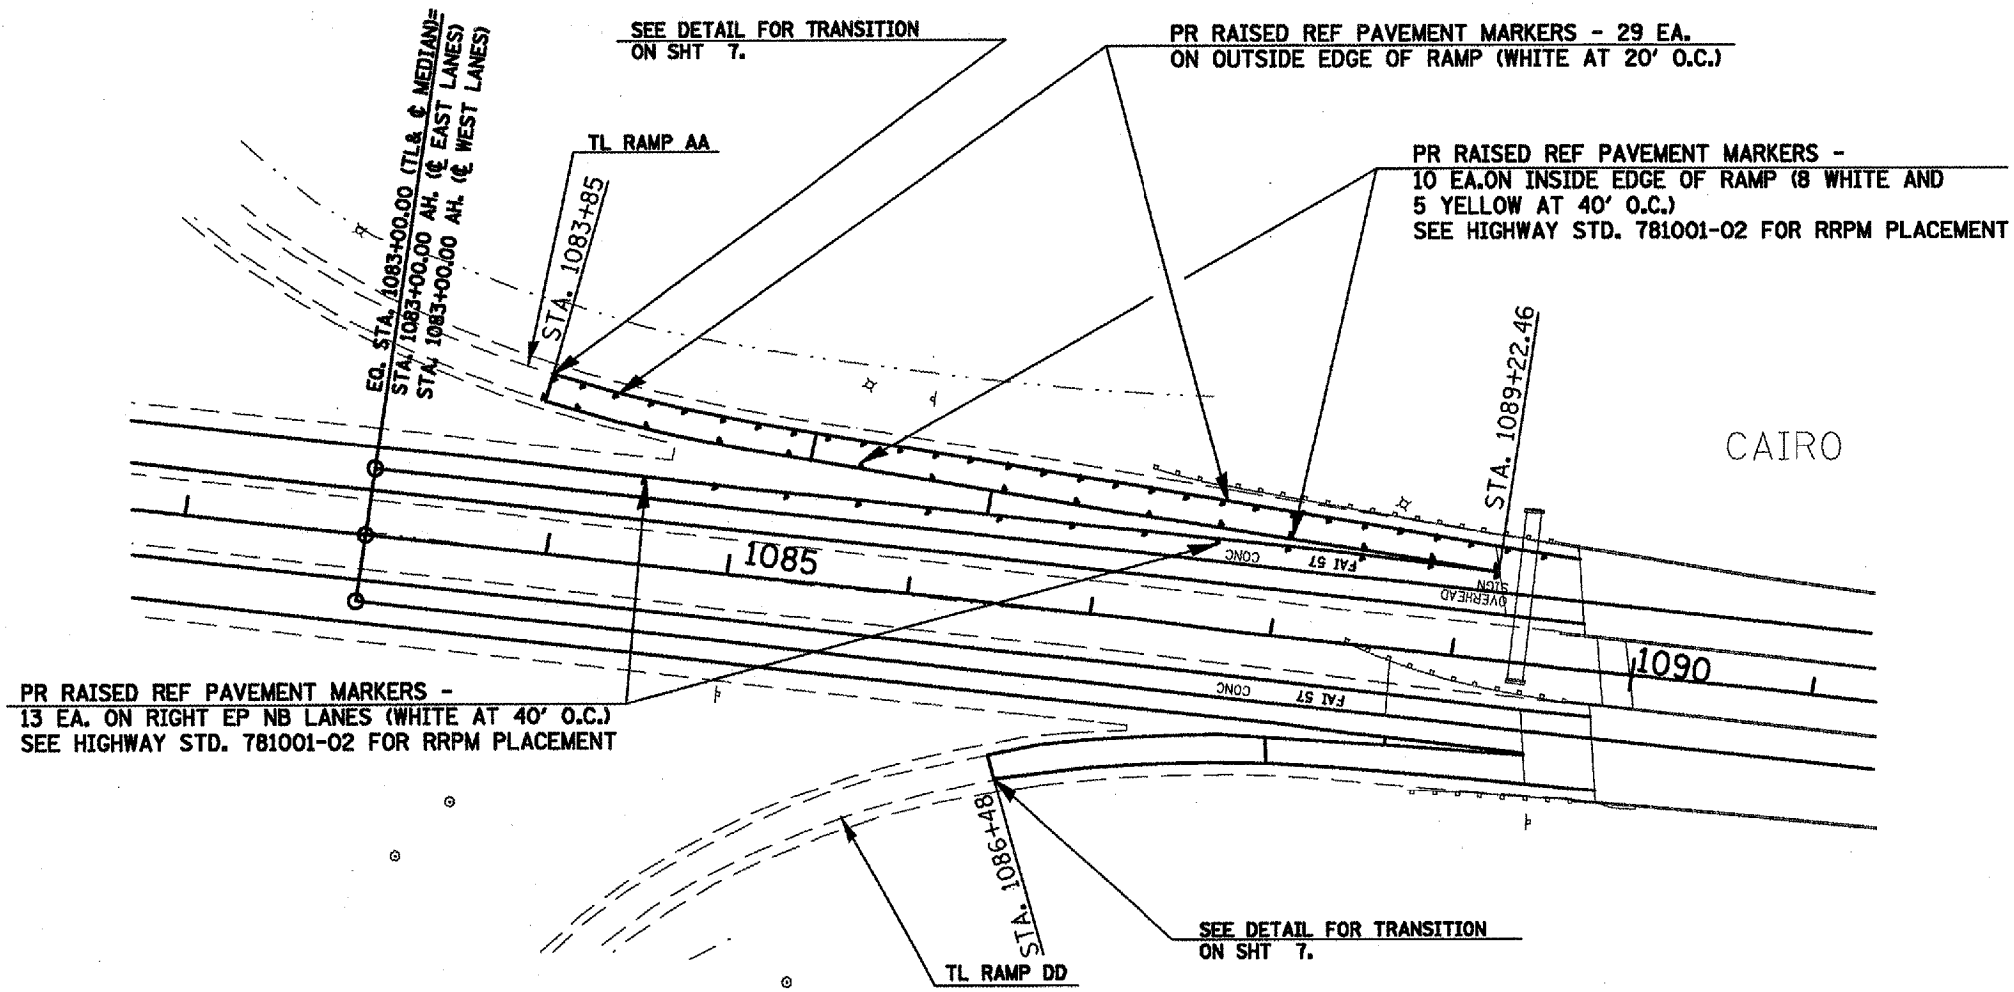 SEE DETAIL FOR TRANSITION
ON SHT 7.
PR RAISED REF PAVEMENT MARKERS - 29 EA.
ON OUTSIDE EDGE OF RAMP (WHITE AT 20' O.C.)
EQ. STA. 1083+00.00 (TL& ℄ MEDIAN)=
STA. 1083+00.00 AH. (℄ EAST LANES)
STA. 1083+00.00 AH. (℄ WEST LANES)
TL RAMP AA
STA. 1083+85
PR RAISED REF PAVEMENT MARKERS -
10 EA.ON INSIDE EDGE OF RAMP (8 WHITE AND
5 YELLOW AT 40' O.C.)
SEE HIGHWAY STD. 781001-02 FOR RRPM PLACEMENT
STA. 1089+22.46
CAIRO
1085
CONC
FAI 57
OVERHEAD
SIGN
1090
CONC
FAI 57
PR RAISED REF PAVEMENT MARKERS -
13 EA. ON RIGHT EP NB LANES (WHITE AT 40' O.C.)
SEE HIGHWAY STD. 781001-02 FOR RRPM PLACEMENT
STA. 1086+48
SEE DETAIL FOR TRANSITION
ON SHT 7.
TL RAMP DD